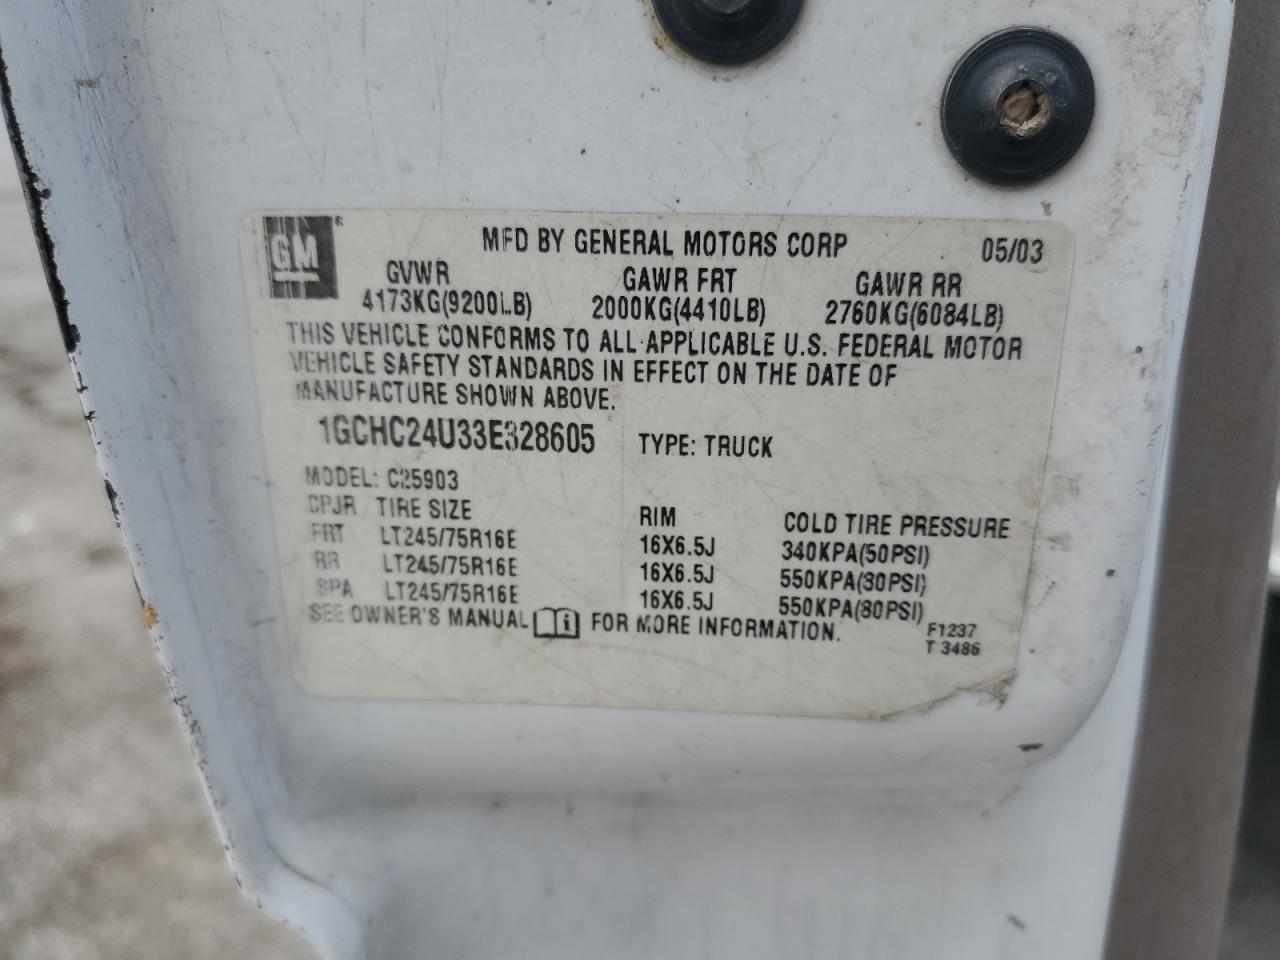 GM
®
MFD BY GENERAL MOTORS CORP 05/03
GVWR GAWR FRT GAWR RR
4173KG(9200LB) 2000KG(4410LB) 2760KG(6084LB)
THIS VEHICLE CONFORMS TO ALL APPLICABLE U.S. FEDERAL MOTOR
VEHICLE SAFETY STANDARDS IN EFFECT ON THE DATE OF
MANUFACTURE SHOWN ABOVE.
1GCHC24U33E328605 TYPE: TRUCK
MODEL: C25903
TIRE SIZE RIM COLD TIRE PRESSURE
FRT LT245/75R16E 16X6.5J 340KPA(50PSI)
RR LT245/75R16E 16X6.5J 550KPA(80PSI)
SPA LT245/75R16E 16X6.5J 550KPA(80PSI)
SEE OWNER'S MANUAL i FOR MORE INFORMATION.
F1237
T 3486